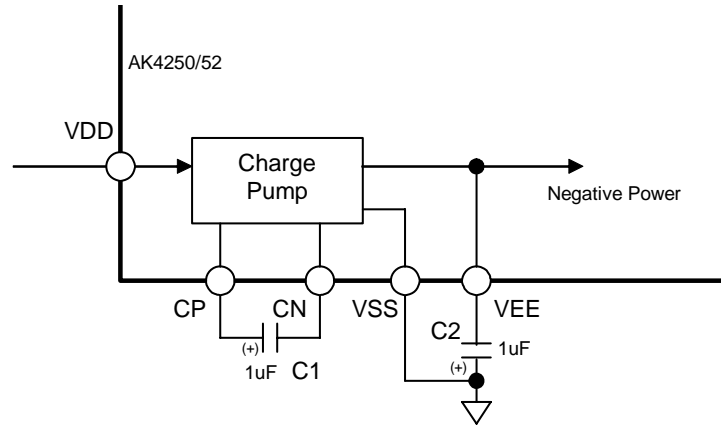 AK4250/52
VDD
Charge
Pump
Negative Power
CP
CN
VSS
VEE
(+)
1uF
C1
C2
1uF
(+)